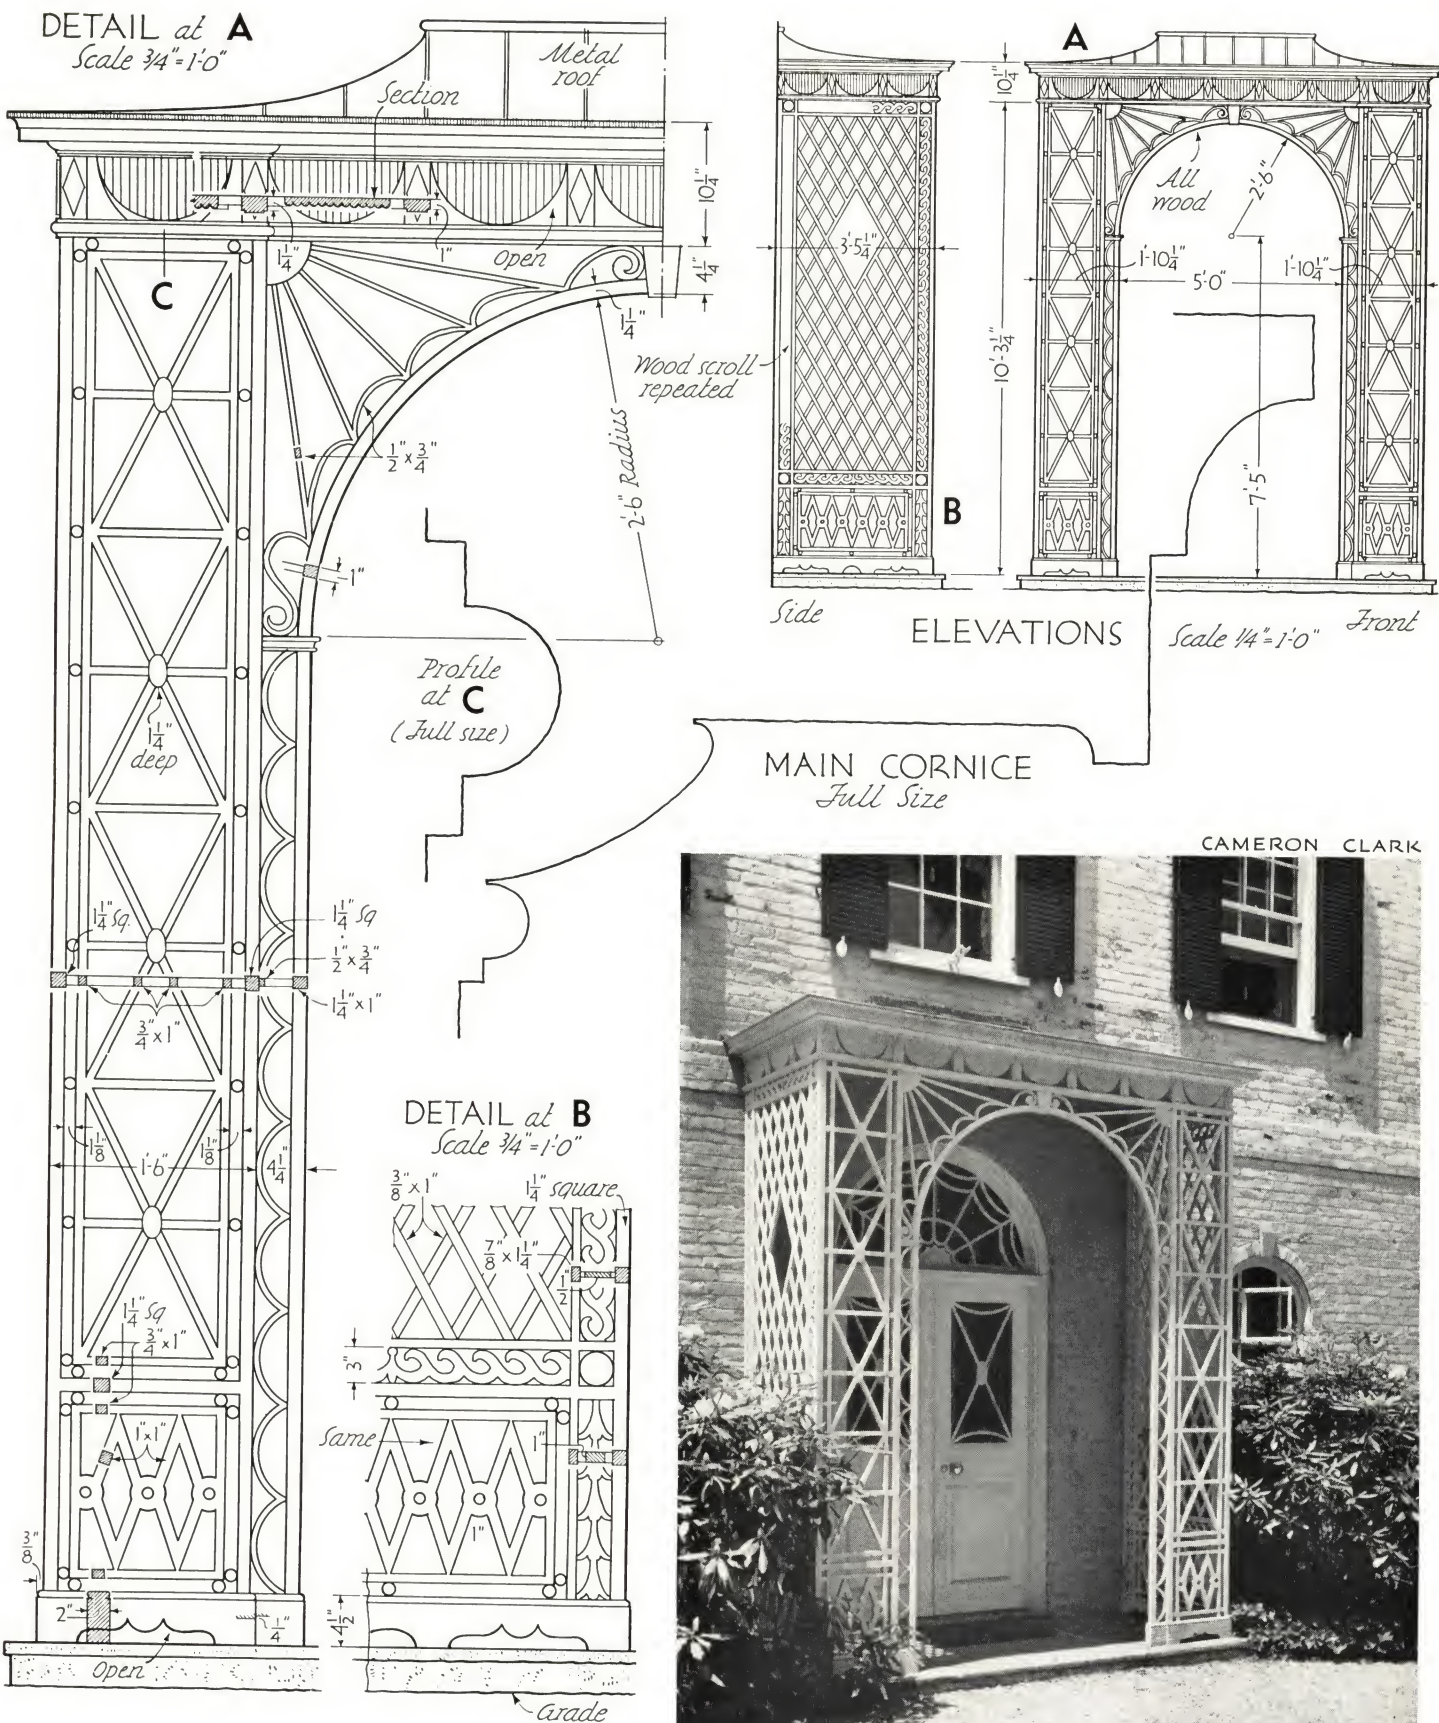 DETAIL at A
Scale 3/4" = 1'-0"
Metal
roof
Section
10 1/4"
4 1/4"
1 1/4"
1"
Open
C
1 1/4"
1/2" x 3/4"
2'-6" Radius
1"
1 1/4"
deep
Profile
at C
(Full size)
1 1/4" Sq.
1 1/4" Sq
1/2" x 3/4"
1 1/4" x 1"
3/4" x 1"
1 1/8"
1'-6"
1 1/8"
4 1/4"
1 1/4" Sq
3/4" x 1"
1" x 1"
3/8"
2"
1/4"
Open
A
10 1/4"
All
wood
2'-6"
3'-5 1/4"
1'-10 1/4"
5'-0"
1'-10 1/4"
10'-3 1/4"
7'-5"
Wood scroll
repeated
B
Side
ELEVATIONS
Scale 1/4" = 1'-0"
Front
MAIN CORNICE
Full Size
CAMERON CLARK
DETAIL at B
Scale 3/4" = 1'-0"
3/8" x 1"
1 1/4" square
7/8" x 1 1/4"
1/2"
3"
Same
1"
1"
4 1/2"
Grade